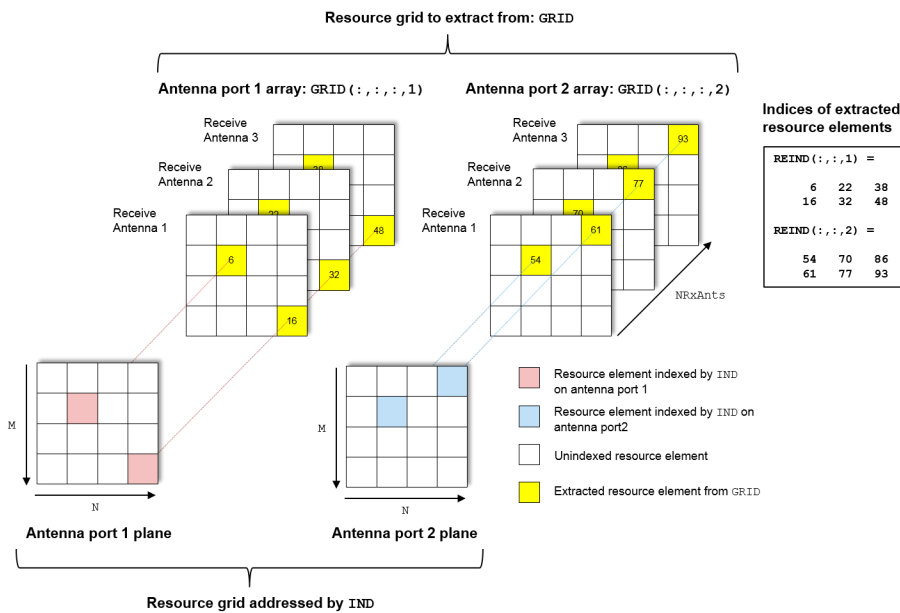 Resource grid to extract from: GRID
Antenna port 1 array: GRID(:,:,:,1)
Antenna port 2 array: GRID(:,:,:,2)
Receive
Antenna 3
Receive
Antenna 2
Receive
Antenna 1
38
22
48
6
32
16
Receive
Antenna 3
Receive
Antenna 2
Receive
Antenna 1
93
77
70
61
54
NRxAnts
Indices of extracted
resource elements
REIND(:,:,1) =
6 22 38
16 32 48
REIND(:,:,2) =
54 70 86
61 77 93
M
N
Antenna port 1 plane
M
N
Antenna port 2 plane
Resource element indexed by IND
on antenna port 1
Resource element indexed by IND on
antenna port2
Unindexed resource element
Extracted resource element from GRID
Resource grid addressed by IND